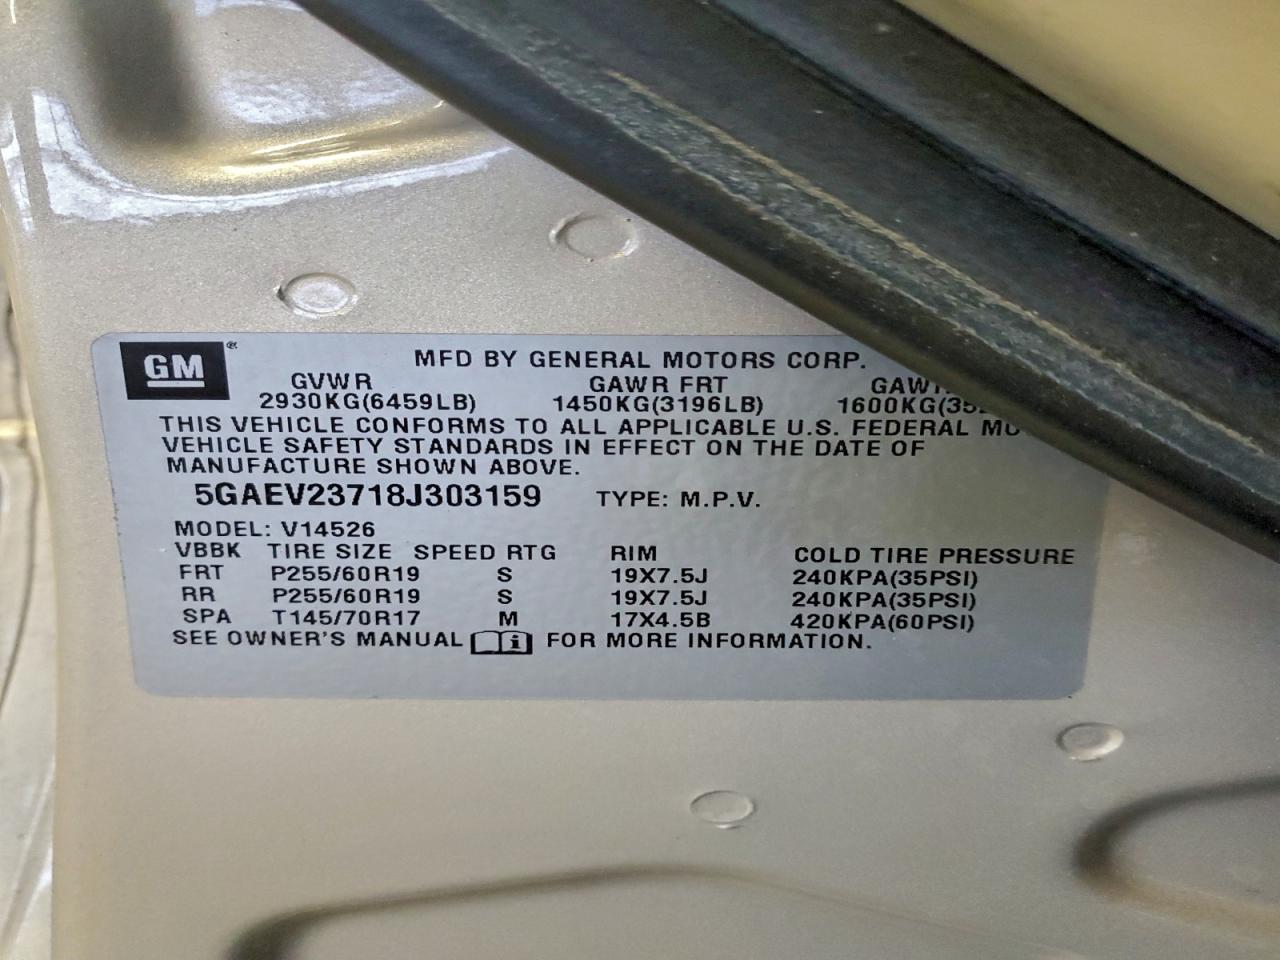 GM® MFD BY GENERAL MOTORS CORP.
GVWR GAWR FRT
2930KG(6459LB) 1450KG(3196LB) 1600KG
THIS VEHICLE CONFORMS TO ALL APPLICABLE U.S. FEDERAL
VEHICLE SAFETY STANDARDS IN EFFECT ON THE DATE OF
MANUFACTURE SHOWN ABOVE.
5GAEV23718J303159 TYPE: M.P.V.
MODEL: V14526
VBBK TIRE SIZE SPEED RTG RIM COLD TIRE PRESSURE
FRT P255/60R19 S 19X7.5J 240KPA(35PSI)
RR P255/60R19 S 19X7.5J 240KPA(35PSI)
SPA T145/70R17 M 17X4.5B 420KPA(60PSI)
SEE OWNER'S MANUAL i FOR MORE INFORMATION.